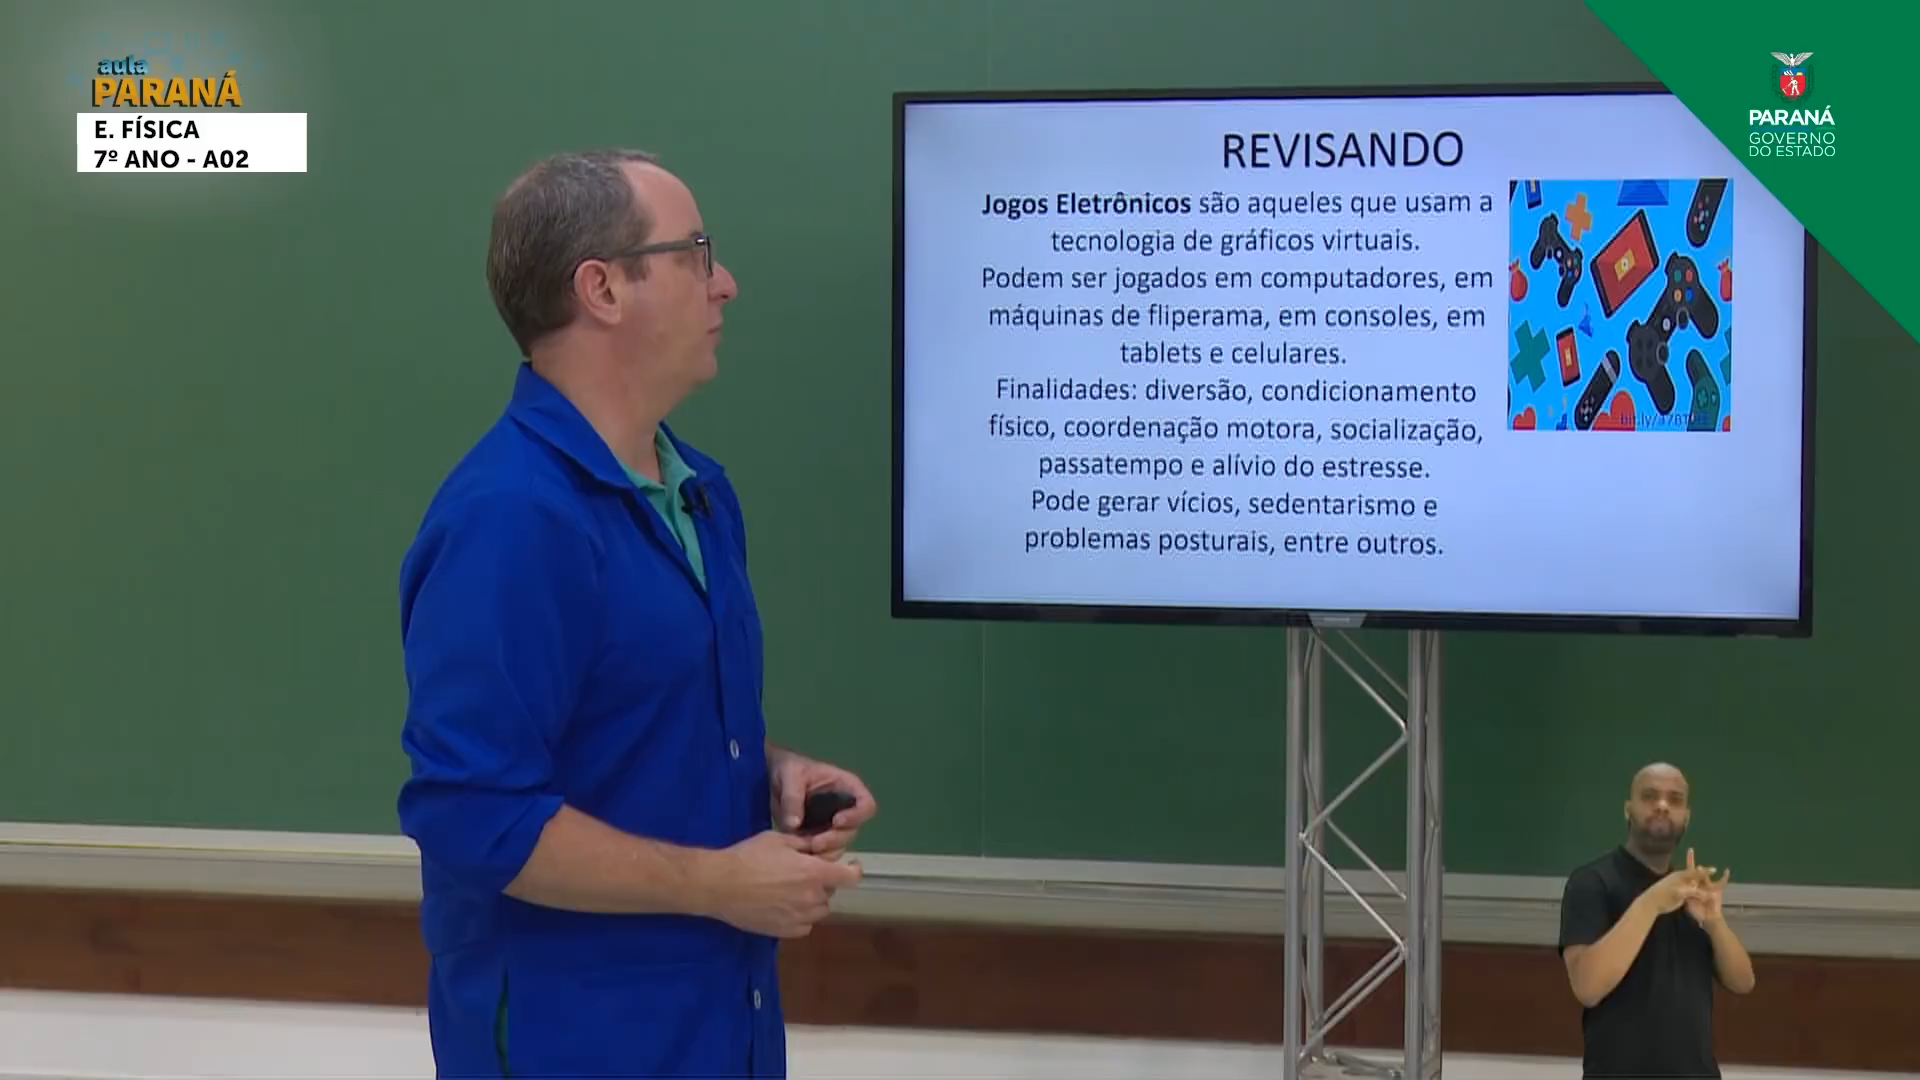 aula
PARANÁ
E. FÍSICA
7º ANO - A02
PARANÁ
GOVERNO
DO ESTADO
REVISANDO
Jogos Eletrônicos são aqueles que usam a
tecnologia de gráficos virtuais.
Podem ser jogados em computadores, em
máquinas de fliperama, em consoles, em
tablets e celulares.
Finalidades: diversão, condicionamento
físico, coordenação motora, socialização,
passatempo e alívio do estresse.
Pode gerar vícios, sedentarismo e
problemas posturais, entre outros.